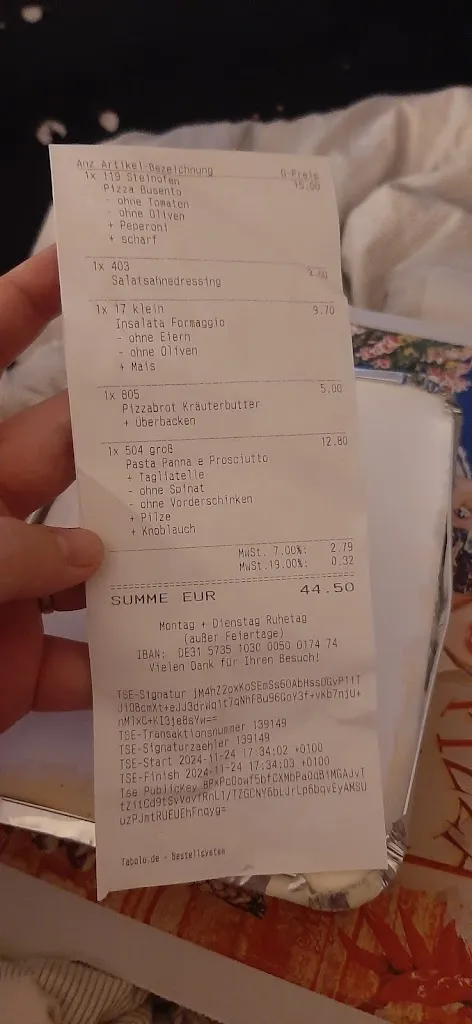 Anz Artikel-Bezeichnung G-Preis
1x 119 Steinofen 15.00
Pizza Busento
- ohne Tomaten
- ohne Oliven
+ Peperoni
+ scharf
1x 403
Salatsahnedressing
1x 17 klein 9.70
Insalata Formaggio
- ohne Eiern
- ohne Oliven
+ Mais
1x 805 5.00
Pizzabrot Kräuterbutter
+ Überbacken
1x 504 groß 12.80
Pasta Panna e Prosciutto
+ Tagliatelle
- ohne Spinat
- ohne Vorderschinken
+ Pilze
+ Knoblauch
MwSt. 7.00%: 2.79
MwSt.19.00%: 0.32
SUMME EUR 44.50
Montag + Dienstag Ruhetag
(außer Feiertage)
IBAN: DE31 5735 1030 0050 0174 74
Vielen Dank für Ihren Besuch!
TSE-Signatur
TSE-Transaktionsnummer 139149
TSE-Signaturzaehler 139149
TSE-Start 2024-11-24 17:34:02 +0100
TSE-Finish 2024-11-24 17:34:03 +0100
Tse PublicKey
Tabolo.de - Bestellsystem